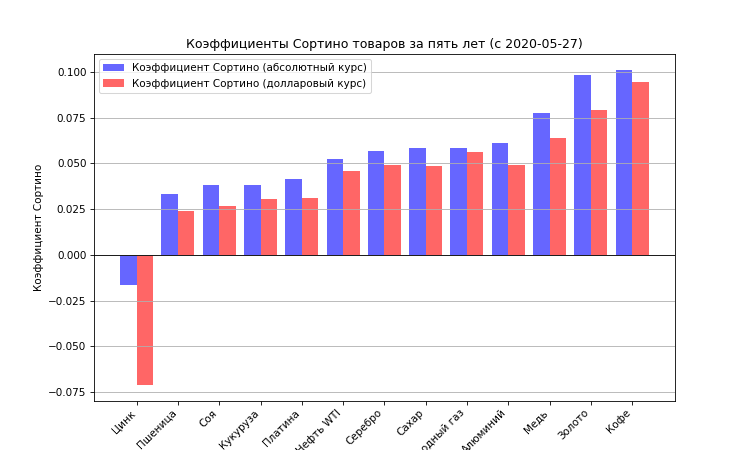 Коэффициенты Сортино товаров за пять лет (с 2020-05-27)
Коэффициент Сортино (абсолютный курс)
Коэффициент Сортино (долларовый курс)
Коэффициент Сортино
0.100
0.075
0.050
0.025
0.000
−0.025
−0.050
−0.075
Цинк
Пшеница
Соя
Кукуруза
Платина
Нефть WTI
Серебро
Сахар
одный газ
Алюминий
Медь
Золото
Кофе